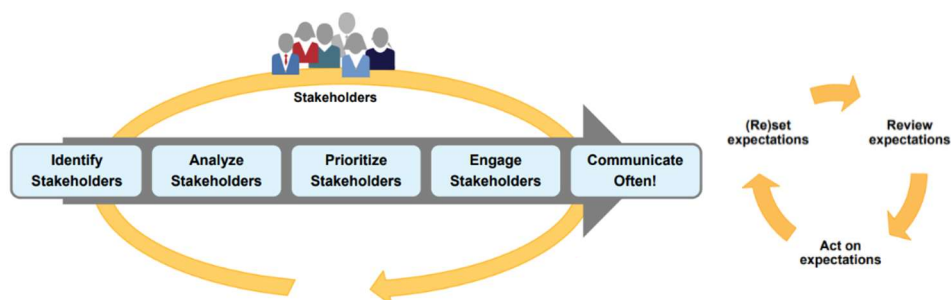 Stakeholders
Identify
Stakeholders
Analyze
Stakeholders
Prioritize
Stakeholders
Engage
Stakeholders
Communicate
Often!
(Re)set
expectations
Review
expectations
Act on
expectations